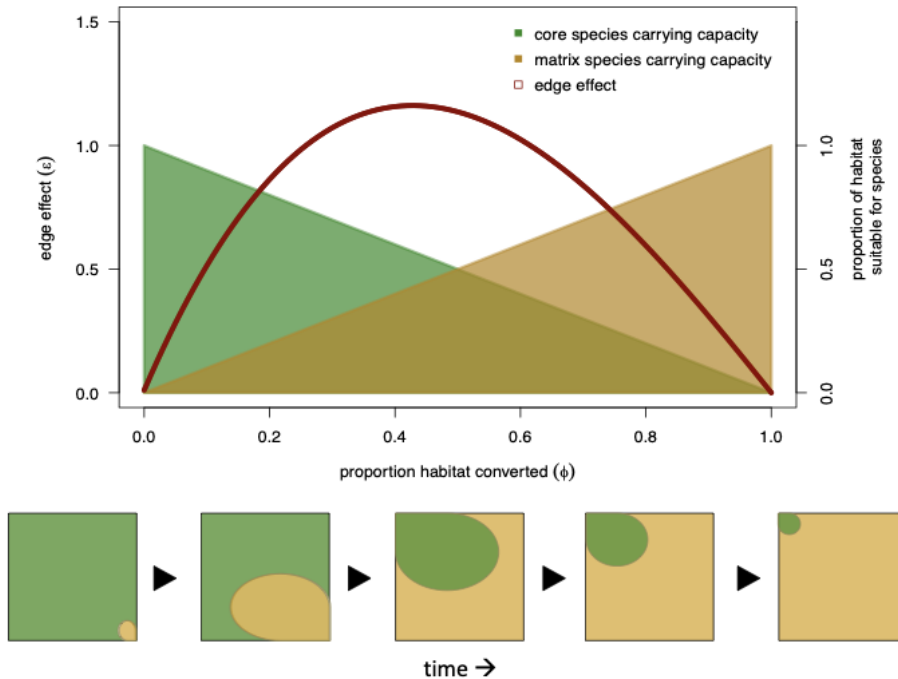 1.5
core species carrying capacity
matrix species carrying capacity
edge effect
1.0
1.0
edge effect (ε)
proportion of habitat
suitable for species
0.5
0.5
0.0
0.0
0.0
0.2
0.4
0.6
0.8
1.0
proportion habitat converted (ϕ)
time →